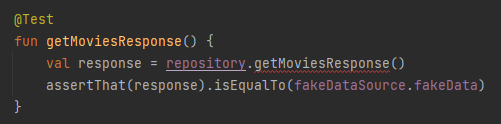 @Test
fun getMoviesResponse() {
val response = repository.getMoviesResponse()
assertThat(response).isEqualTo(fakeDataSource.fakeData)
}